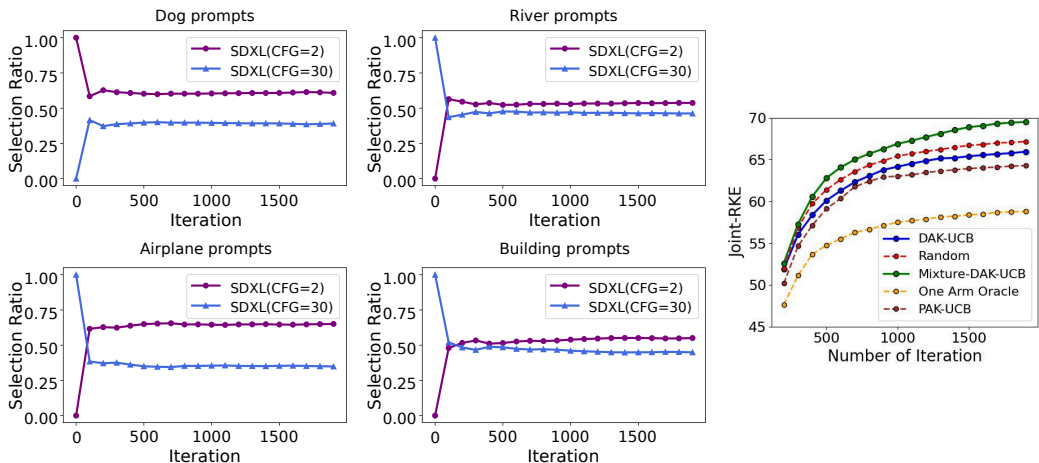 Dog prompts
Selection Ratio
1.00
0.75
0.50
0.25
0.00
SDXL(CFG=2)
SDXL(CFG=30)
0
500
1000
1500
Iteration
River prompts
Selection Ratio
1.00
0.75
0.50
0.25
0.00
SDXL(CFG=2)
SDXL(CFG=30)
0
500
1000
1500
Iteration
Airplane prompts
Selection Ratio
1.00
0.75
0.50
0.25
0.00
SDXL(CFG=2)
SDXL(CFG=30)
0
500
1000
1500
Iteration
Building prompts
Selection Ratio
1.00
0.75
0.50
0.25
0.00
SDXL(CFG=2)
SDXL(CFG=30)
0
500
1000
1500
Iteration
Joint-RKE
70
65
60
55
50
45
DAK-UCB
Random
Mixture-DAK-UCB
One Arm Oracle
PAK-UCB
500
1000
1500
Number of Iteration